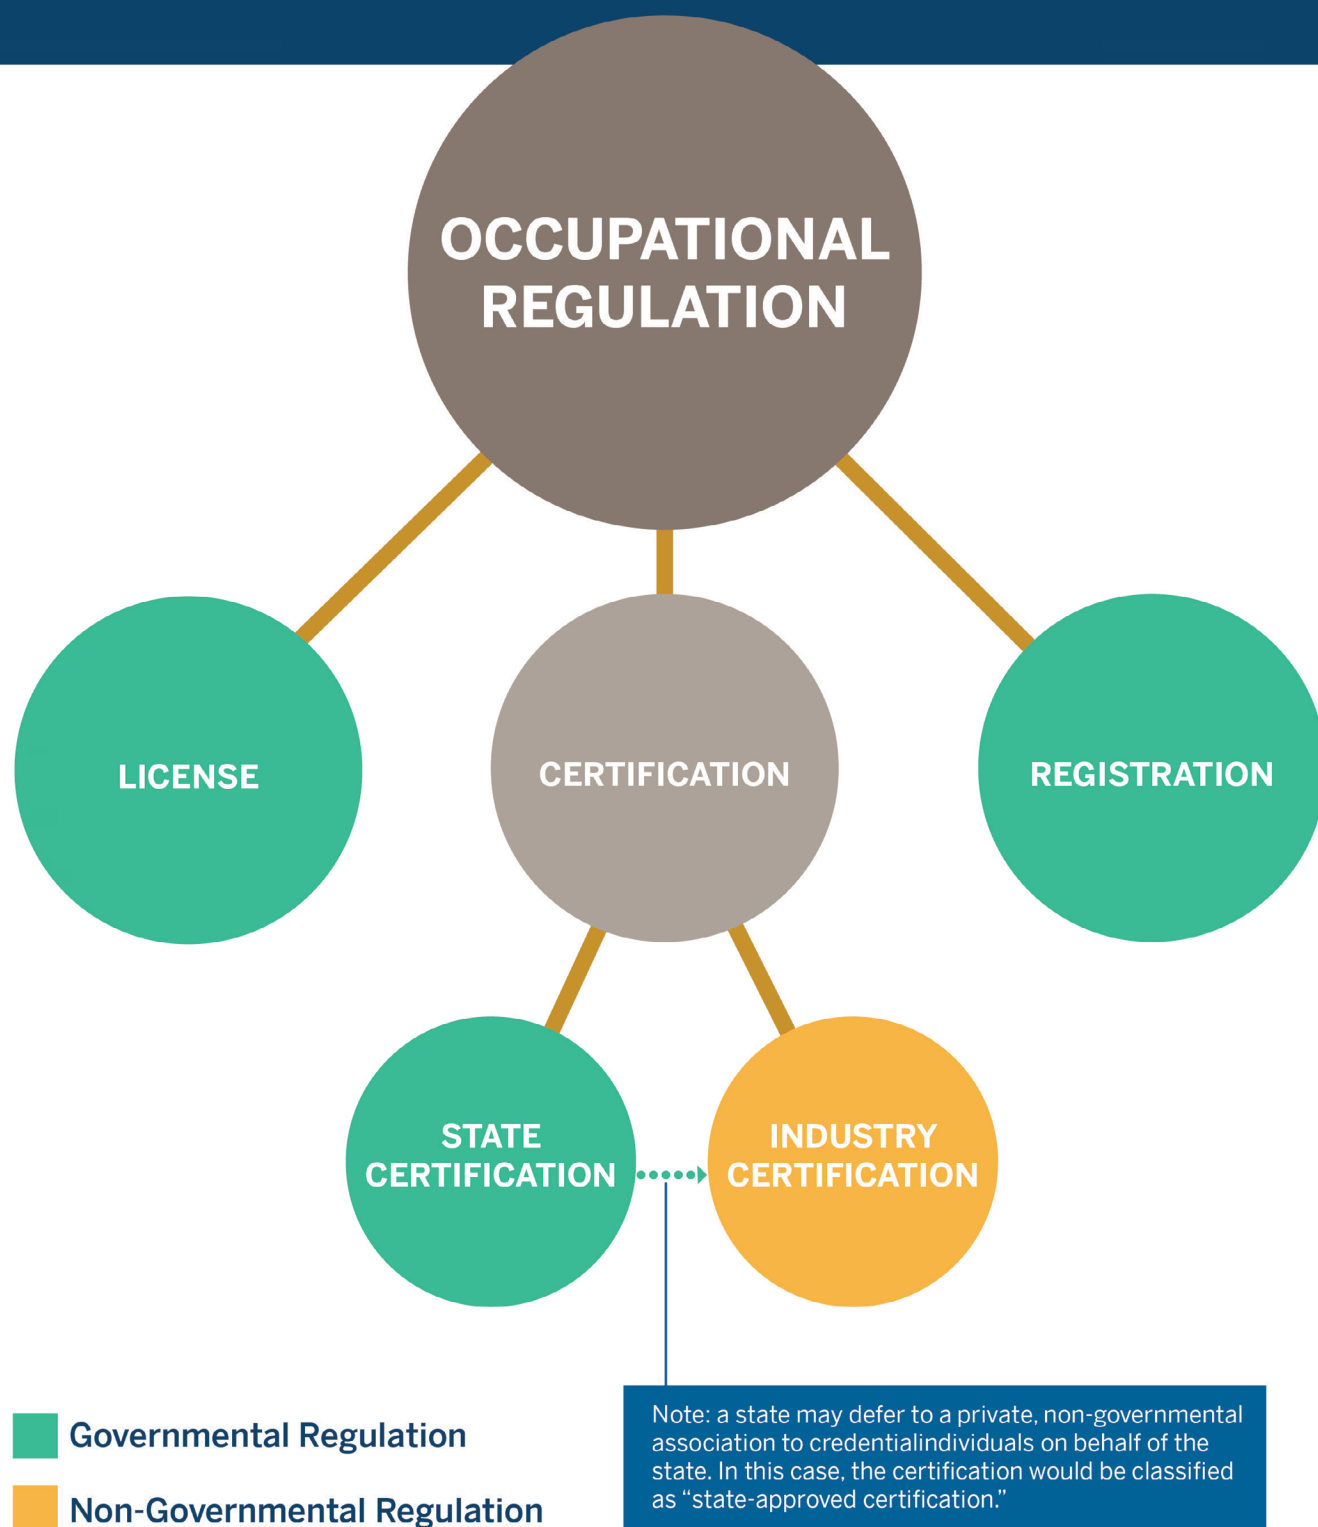 OCCUPATIONAL
REGULATION
LICENSE
CERTIFICATION
REGISTRATION
STATE
CERTIFICATION
INDUSTRY
CERTIFICATION
Governmental Regulation
Non-Governmental Regulation
Note: a state may defer to a private, non-governmental
association to credentialindividuals on behalf of the
state. In this case, the certification would be classified
as “state-approved certification.”